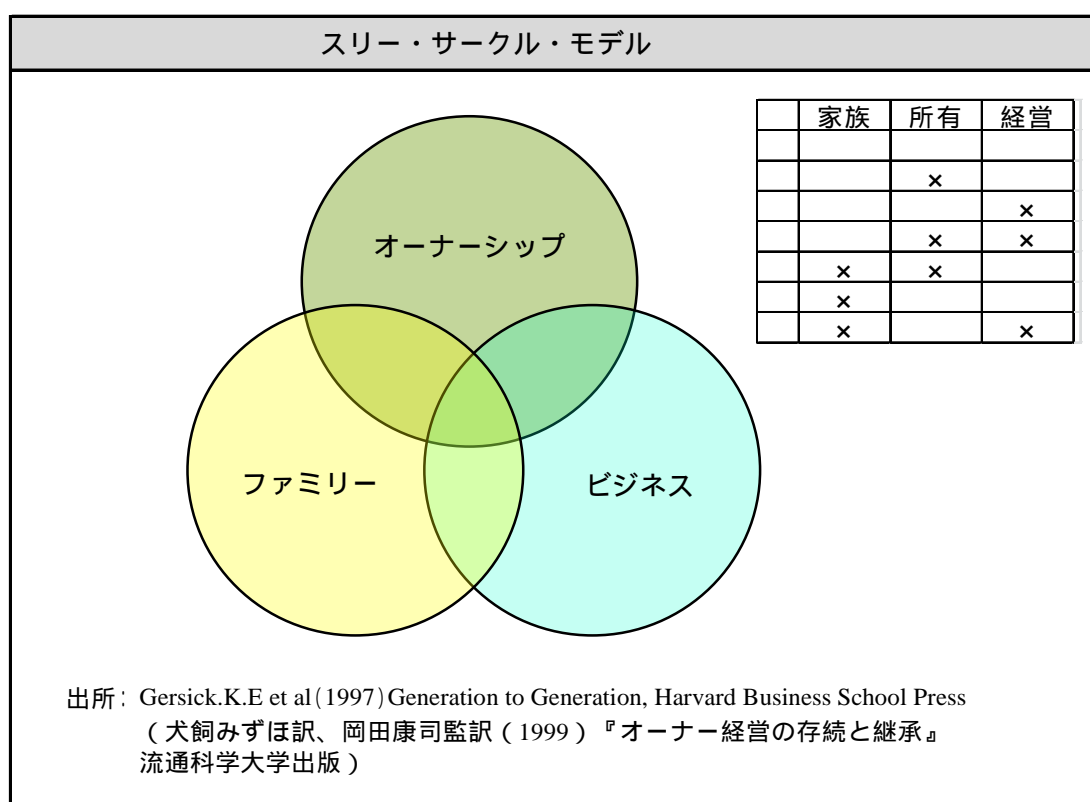 スリー・サークル・モデル
家族 所有 経営
×
×
× ×
× ×
×
× ×
オーナーシップ
ファミリー
ビジネス
出所：Gersick.K.E et al(1997)Generation to Generation, Harvard Business School Press
（犬飼みずほ訳、岡田康司監訳（1999）『オーナー経営の存続と継承』
流通科学大学出版）